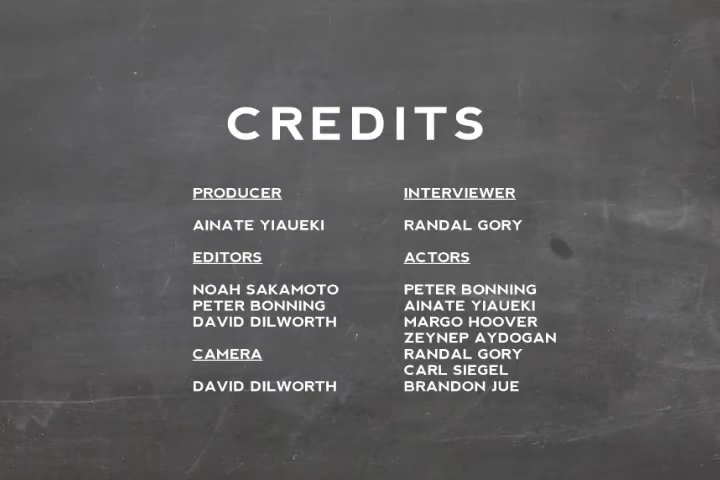 CREDITS
PRODUCER
AINATE YIAUEKI
EDITORS
NOAH SAKAMOTO
PETER BONNING
DAVID DILWORTH
CAMERA
DAVID DILWORTH
INTERVIEWER
RANDAL GORY
ACTORS
PETER BONNING
AINATE YIAUEKI
MARGO HOOVER
ZEYNEP AYDOGAN
RANDAL GORY
CARL SIEGEL
BRANDON JUE